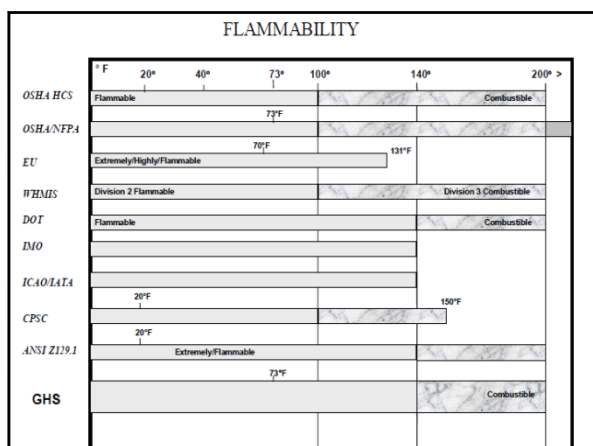 FLAMMABILITY
° F
20° 40° 73° 100° 140° 200° >
OSHA HCS Flammable Combustible
73°F
OSHA/NFPA
70°F 131°F
EU Extremely/Highly/Flammable
WHMIS Division 2 Flammable Division 3 Combustible
DOT Flammable Combustible
IMO
ICAO/IATA
20°F 150°F
CPSC
20°F
ANSI Z129.1 Extremely/Flammable
73°F
GHS Combustible